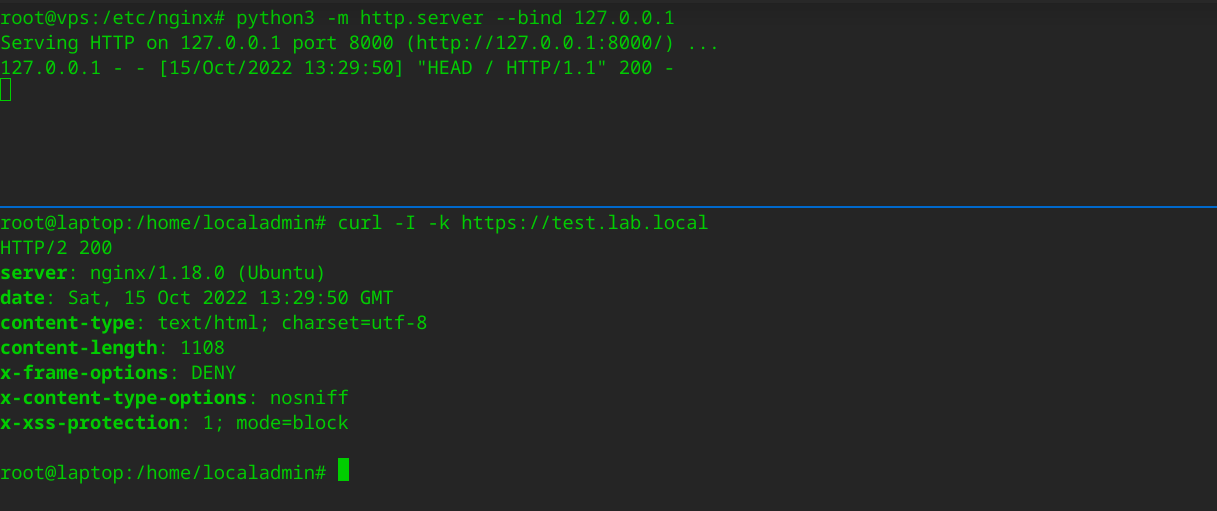 root@vps:/etc/nginx# python3 -m http.server --bind 127.0.0.1
Serving HTTP on 127.0.0.1 port 8000 (http://127.0.0.1:8000/) ...
127.0.0.1 - - [15/Oct/2022 13:29:50] "HEAD / HTTP/1.1" 200 -
root@laptop:/home/localadmin# curl -I -k https://test.lab.local
HTTP/2 200
server: nginx/1.18.0 (Ubuntu)
date: Sat, 15 Oct 2022 13:29:50 GMT
content-type: text/html; charset=utf-8
content-length: 1108
x-frame-options: DENY
x-content-type-options: nosniff
x-xss-protection: 1; mode=block
root@laptop:/home/localadmin#